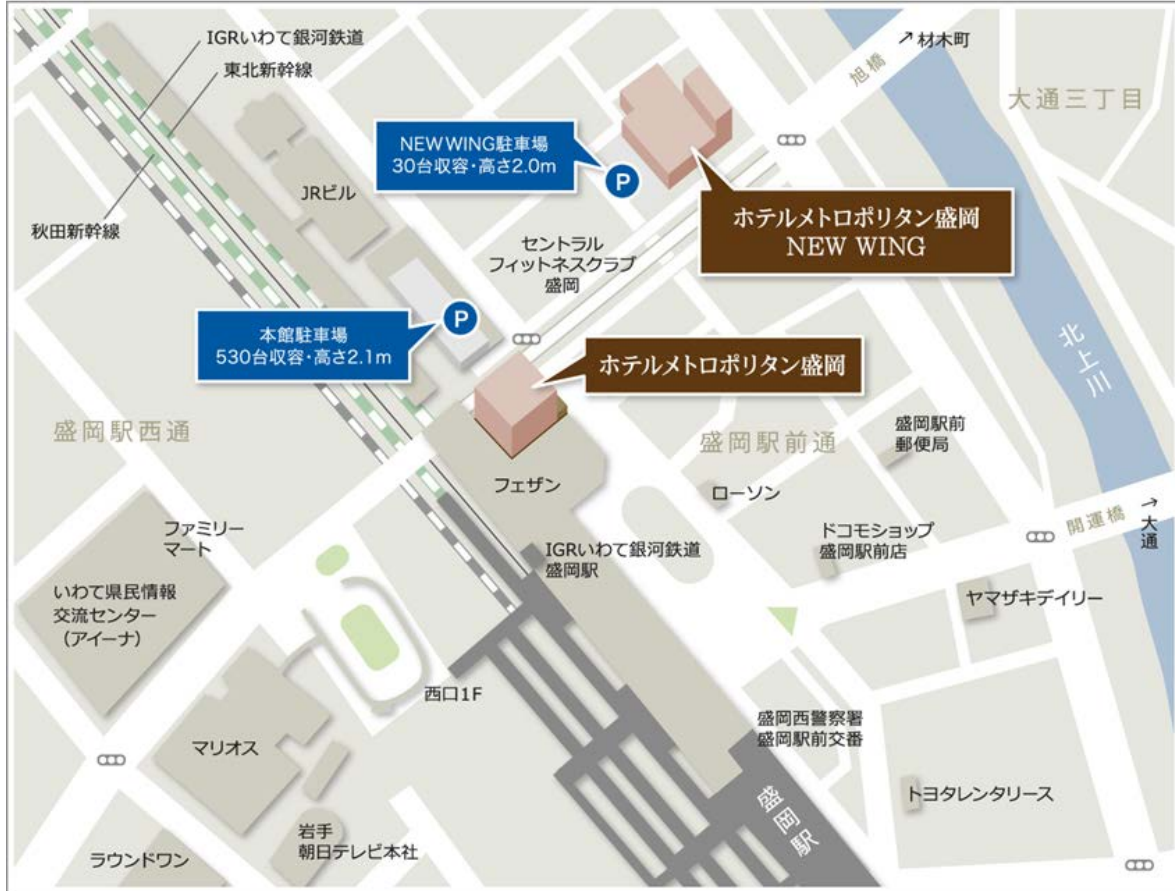 IGRいわて銀河鉄道
東北新幹線
↗材木町
旭橋
大通三丁目
NEW WING駐車場
30台収容・高さ2.0m
P
JRビル
秋田新幹線
ホテルメトロポリタン盛岡
NEW WING
セントラル
フィットネスクラブ
盛岡
本館駐車場
530台収容・高さ2.1m
P
ホテルメトロポリタン盛岡
北上川
盛岡駅西通
盛岡駅前通
盛岡駅前
郵便局
フェザン
ローソン
ファミリー
マート
IGRいわて銀河鉄道
盛岡駅
ドコモショップ
盛岡駅前店
開運橋
→大通
いわて県民情報
交流センター
（アイーナ）
ヤマザキデイリー
西口1F
盛岡西警察署
盛岡駅前交番
マリオス
トヨタレンタリース
盛岡駅
岩手
朝日テレビ本社
ラウンドワン